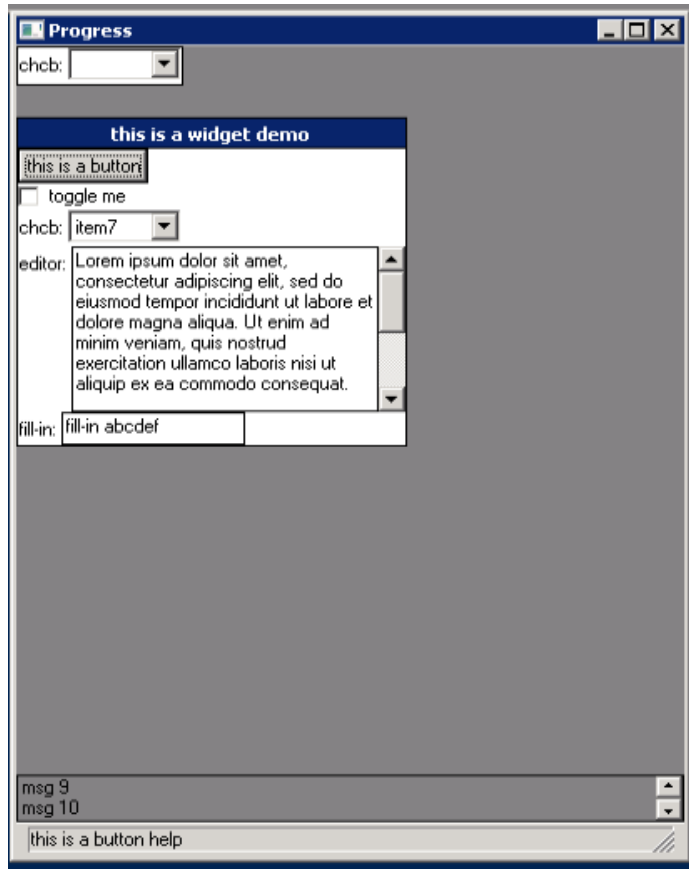 Progress
chcb:
this is a widget demo
this is a button
toggle me
chcb: item7
editor: Lorem ipsum dolor sit amet,
consectetur adipiscing elit, sed do
eiusmod tempor incididunt ut labore et
dolore magna aliqua. Ut enim ad
minim veniam, quis nostrud
exercitation ullamco laboris nisi ut
aliquip ex ea commodo consequat.
fill-in: fill-in abcdef
msg 9
msg 10
this is a button help